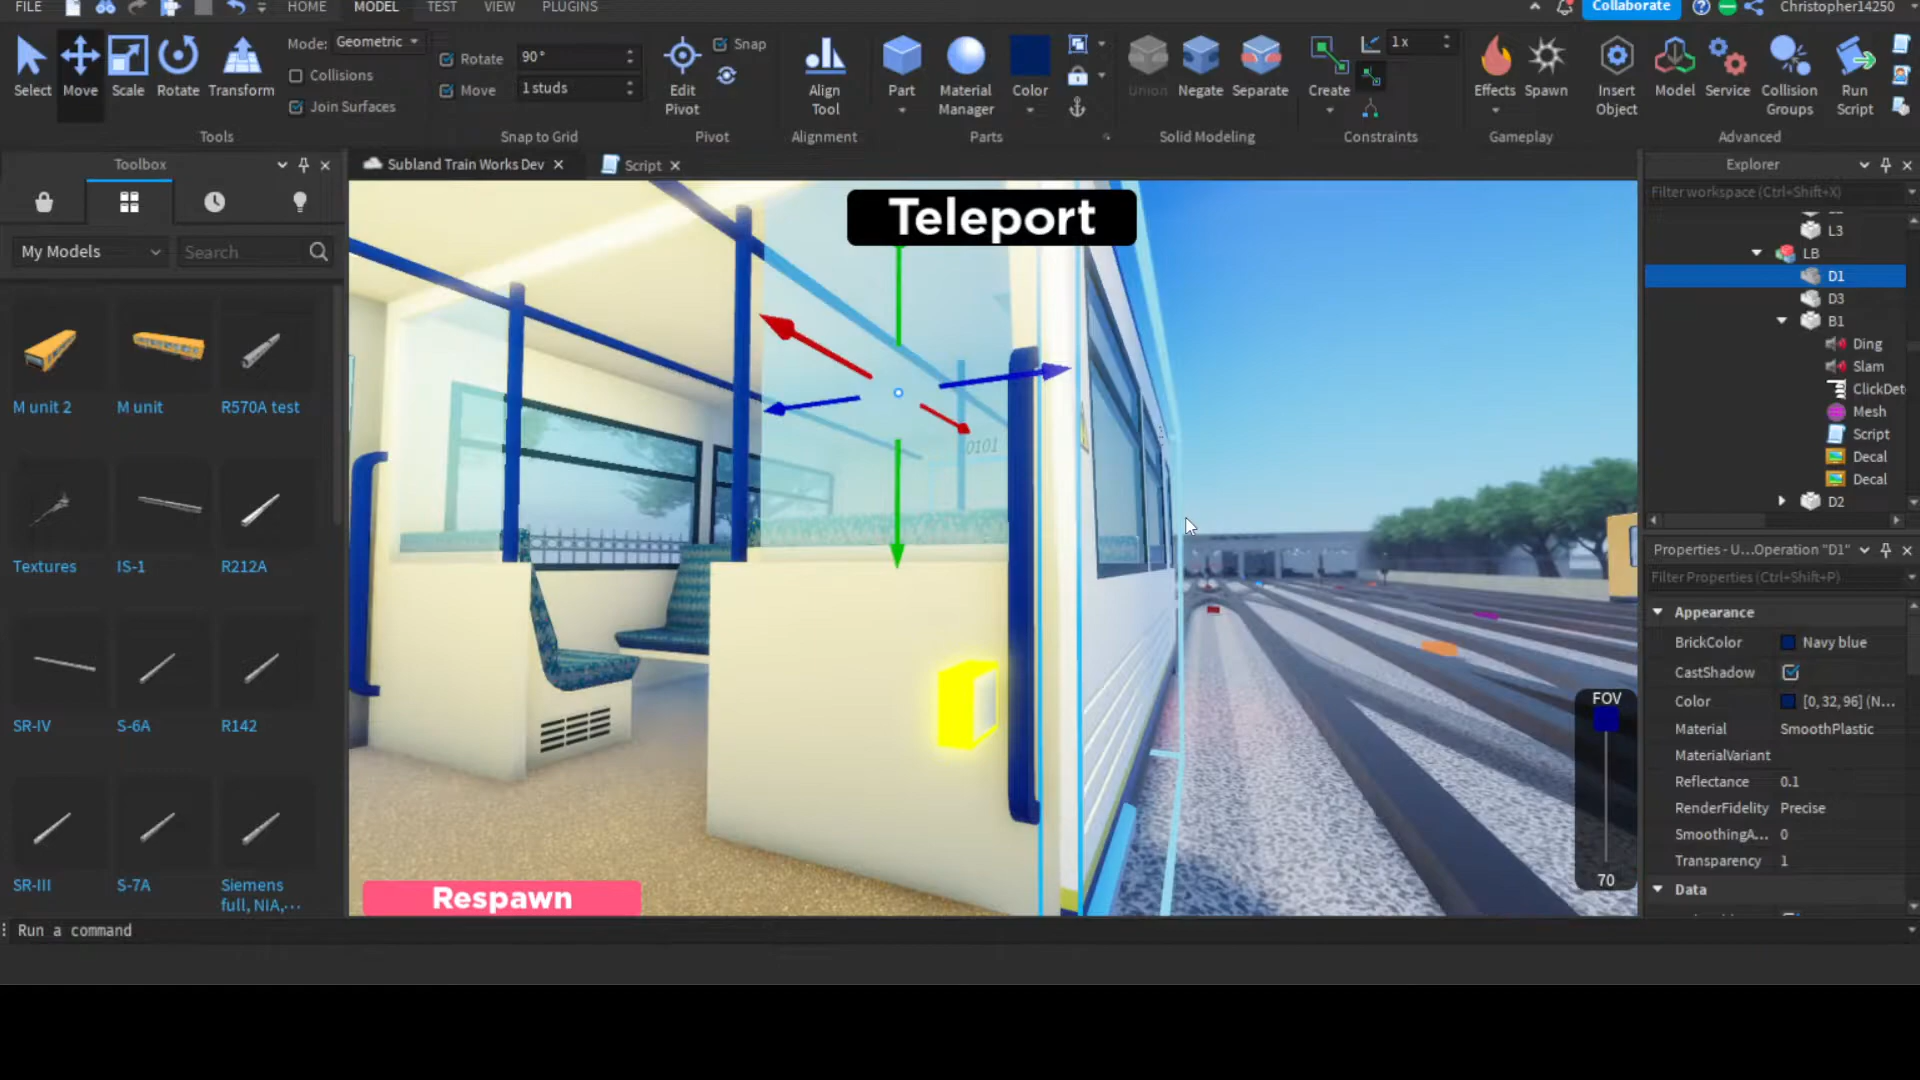 FILE HOME MODEL TEST VIEW PLUGINS Collaborate Christopher14250
Mode: Geometric
Collisions
Join Surfaces
Select Move Scale Rotate Transform
Tools
Rotate 90°
Move 1 studs
Snap to Grid
Edit Pivot
Snap
Pivot
Align Tool
Alignment
Part Material Manager Color
Parts
Union Negate Separate
Solid Modeling
Create
1x
Constraints
Effects Spawn
Gameplay
Insert Object Model Service Collision Groups Run Script
Advanced
Toolbox
My Models Search
M unit 2 M unit R570A test
Textures IS-1 R212A
SR-IV S-6A R142
SR-III S-7A Siemens full, NIA,...
Subland Train Works Dev Script
Teleport
0101
Respawn
FOV
70
Explorer
Filter workspace (Ctrl+Shift+X)
L3
LB
D1
D3
B1
Ding
Slam
ClickDet
Mesh
Script
Decal
Decal
D2
Properties - U...Operation "D1"
Filter Properties (Ctrl+Shift+P)
Appearance
BrickColor Navy blue
CastShadow
Color [0, 32, 96] (N...
Material SmoothPlastic
MaterialVariant
Reflectance 0.1
RenderFidelity Precise
SmoothingA... 0
Transparency 1
Data
Run a command